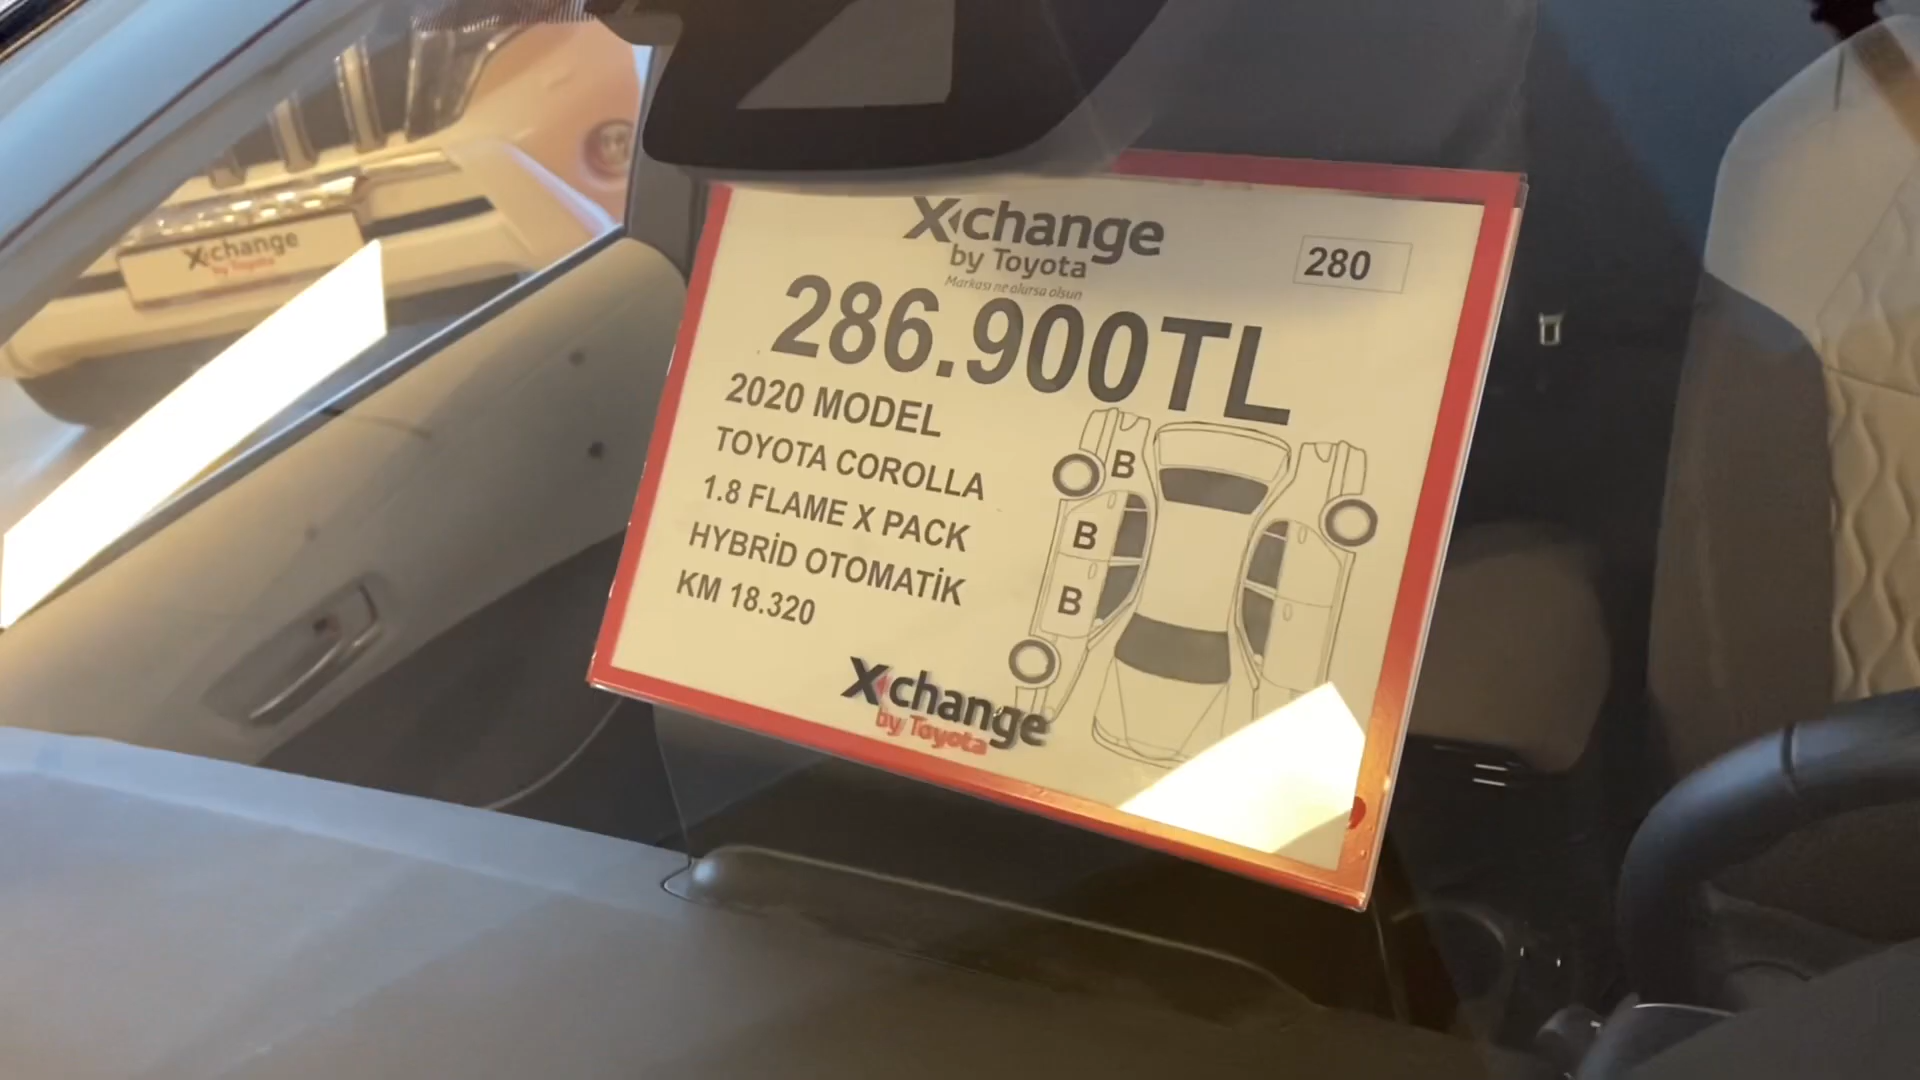 Xchange
by Toyota
Markası ne olursa olsun
280
286.900TL
2020 MODEL
TOYOTA COROLLA
1.8 FLAME X PACK
HYBRİD OTOMATİK
KM 18.320
B
B
B
Xchange
by Toyota
Xchange
by Toyota